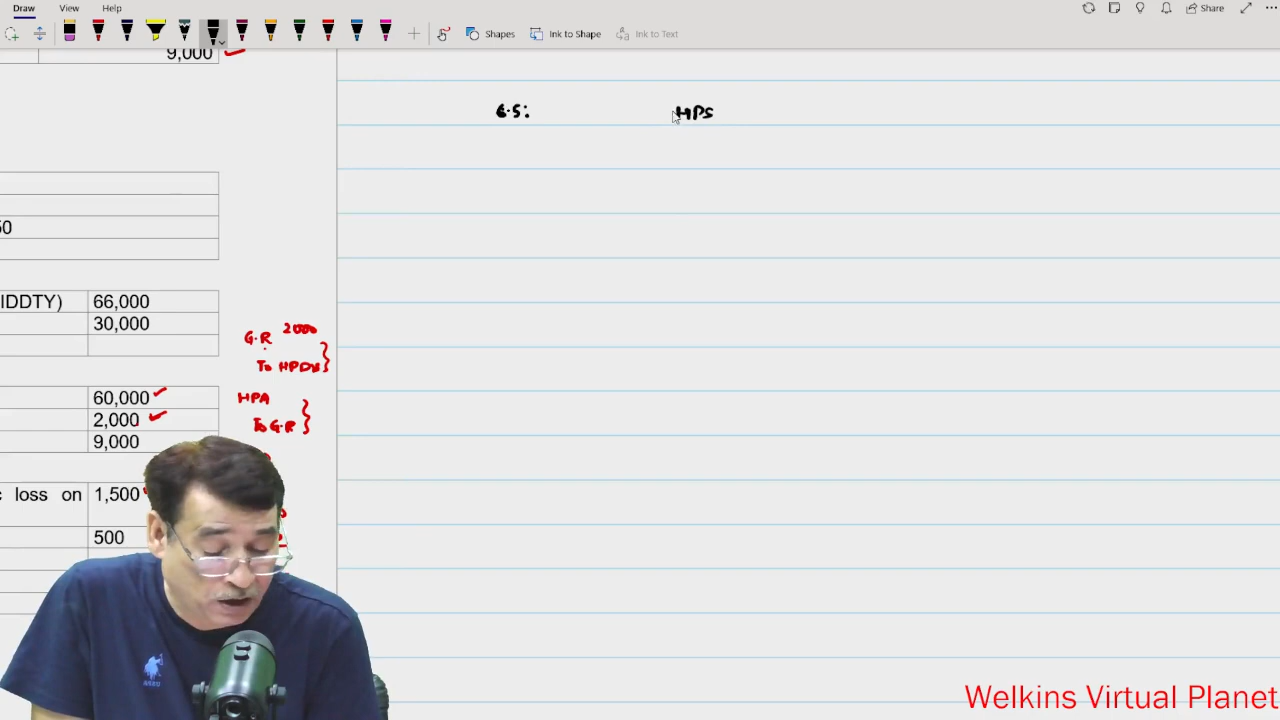 Draw View Help Share
Shapes Ink to Shape Ink to Text
9,000
E.S: HPS
50
IDDTY) 66,000
30,000
G.R 2000
To HPDN
60,000
HPA
2,000
To G.R
9,000
c loss on 1,500
500
Welkins Virtual Planet